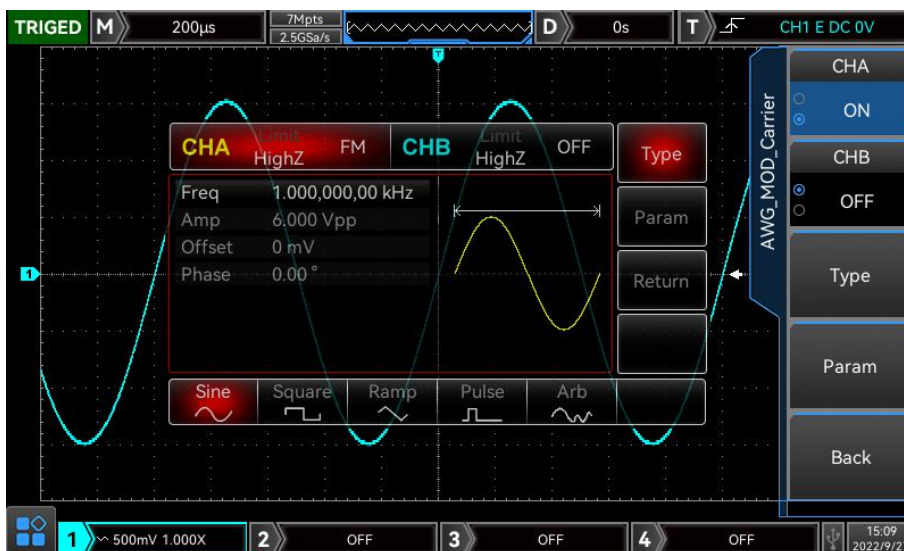 TRIGED M 200μs 7Mpts D 0s T CH1 E DC 0V
2.5GSa/s
T
AWG_MOD_Carrier
CHA
ON
CHB
OFF
Type
Param
Back
CHA Limit HighZ FM CHB Limit HighZ OFF
Type
Param
Return
Freq 1.000,000,00 kHz
Amp 6.000 Vpp
Offset 0 mV
Phase 0.00°
1
Sine Square Ramp Pulse Arb
1 500mV 1.000X 2 OFF 3 OFF 4 OFF 15:09